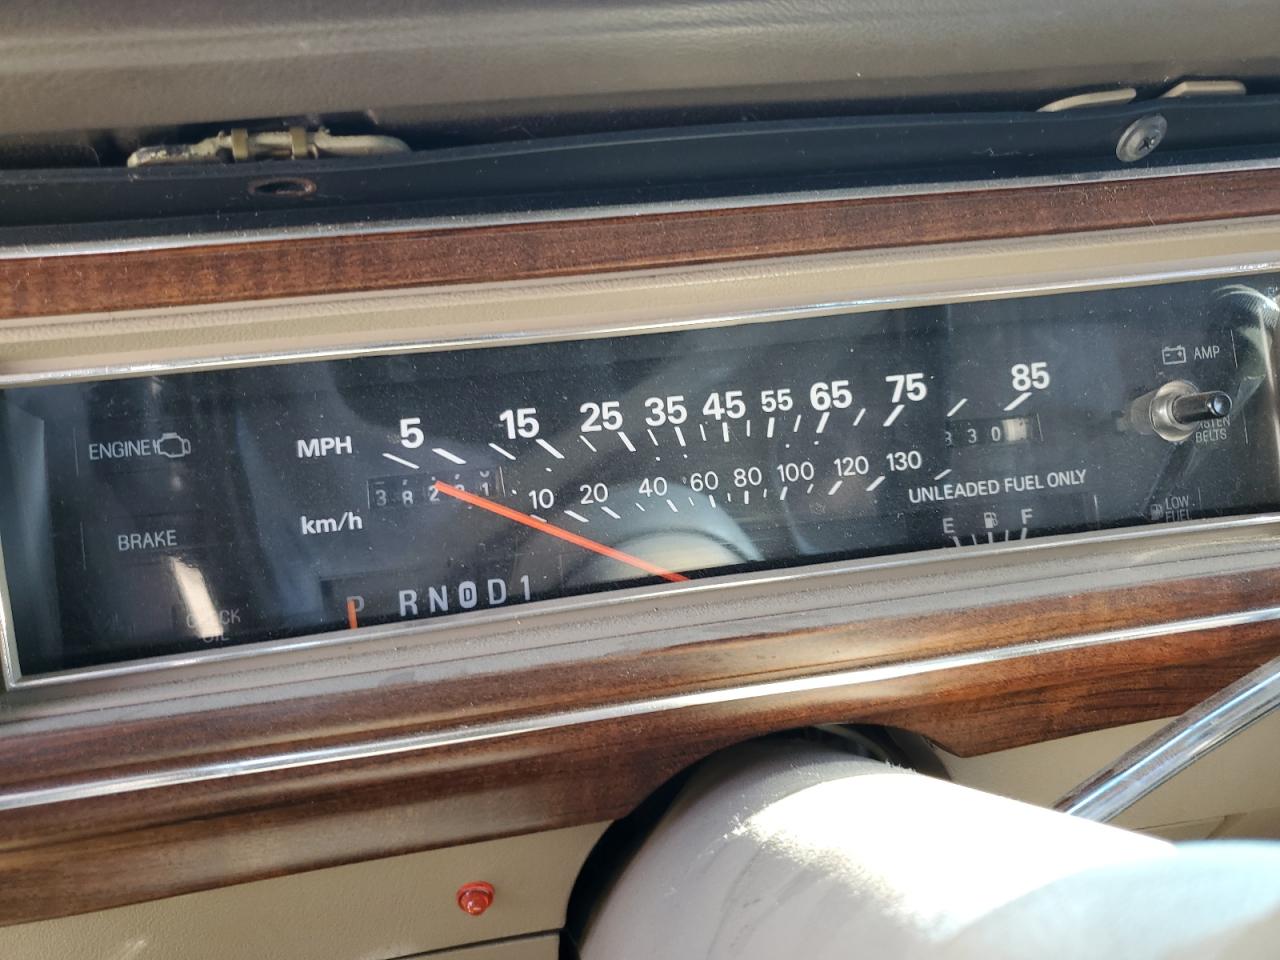 ENGINE
MPH
5 15 25 35 45 55 65 75 85
AMP
BELTS
10 20 40 60 80 100 120 130
km/h
UNLEADED FUEL ONLY
E F
LOW
FUEL
BRAKE
P R N D D 1
OIL